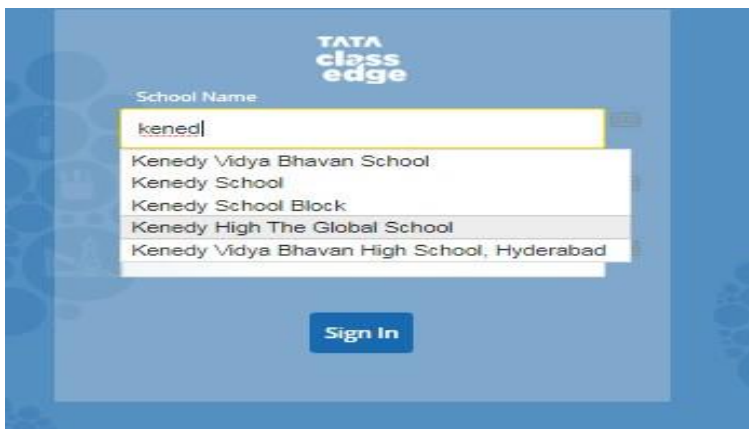 TATA
class
edge
School Name
kened
Kenedy Vidya Bhavan School
Kenedy School
Kenedy School Block
Kenedy High The Global School
Kenedy Vidya Bhavan High School, Hyderabad
Sign In